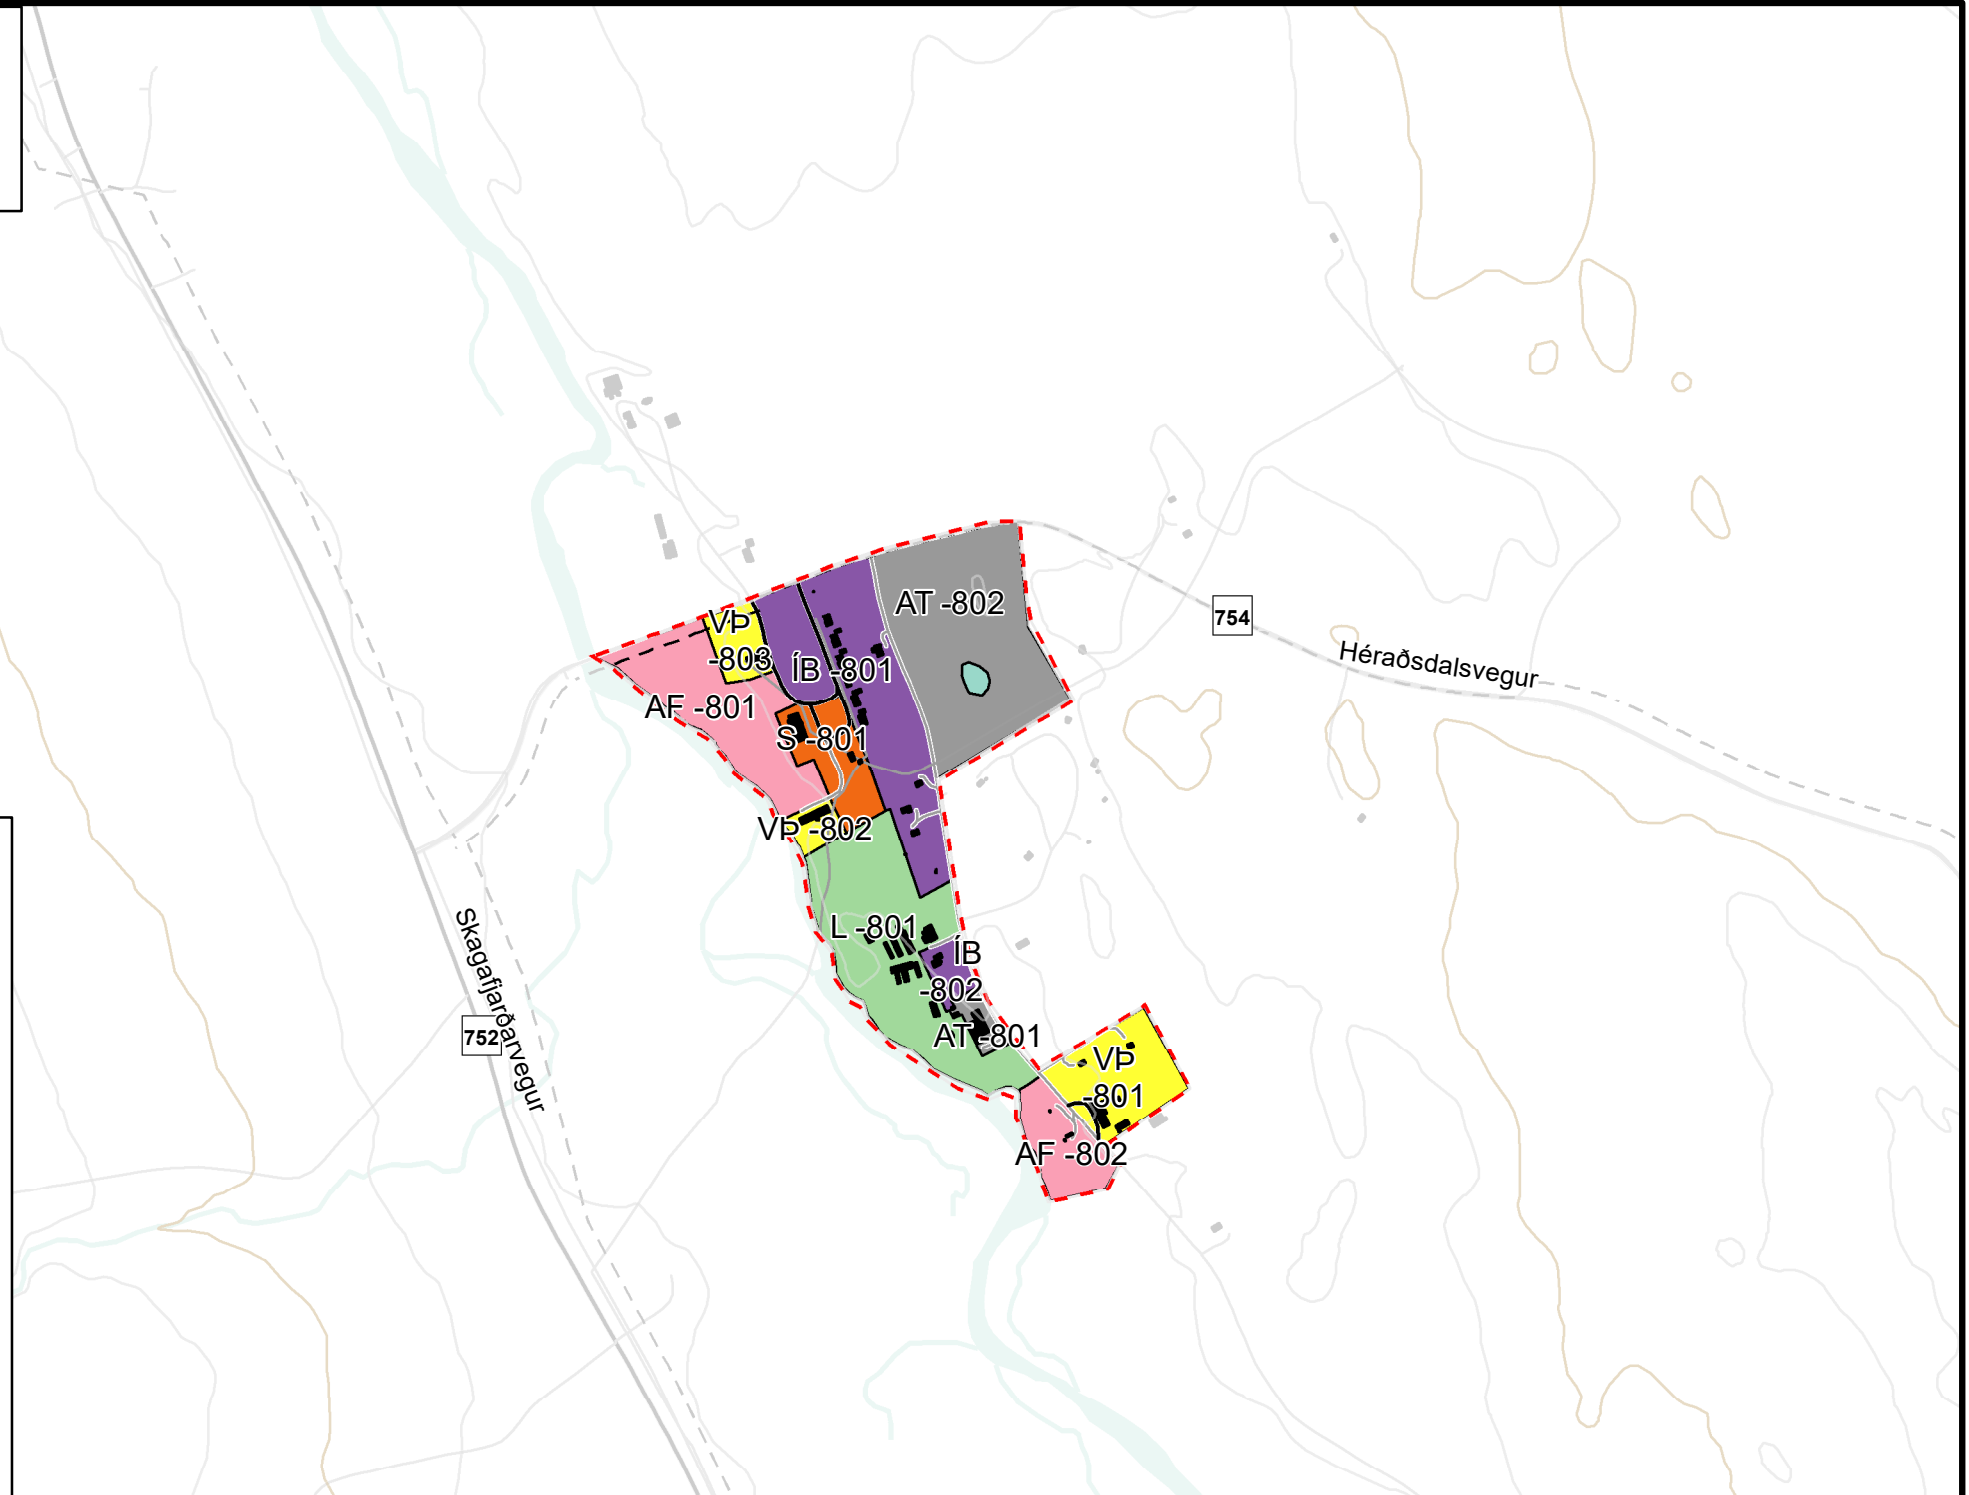 AT -802
754
VÞ
-803
ÍB -801
Héraðsdalsvegur
AF -801
S -801
VÞ -802
L -801
ÍB
-802
Skagafjarðarvegur
752
AT -801
VÞ
-801
AF -802